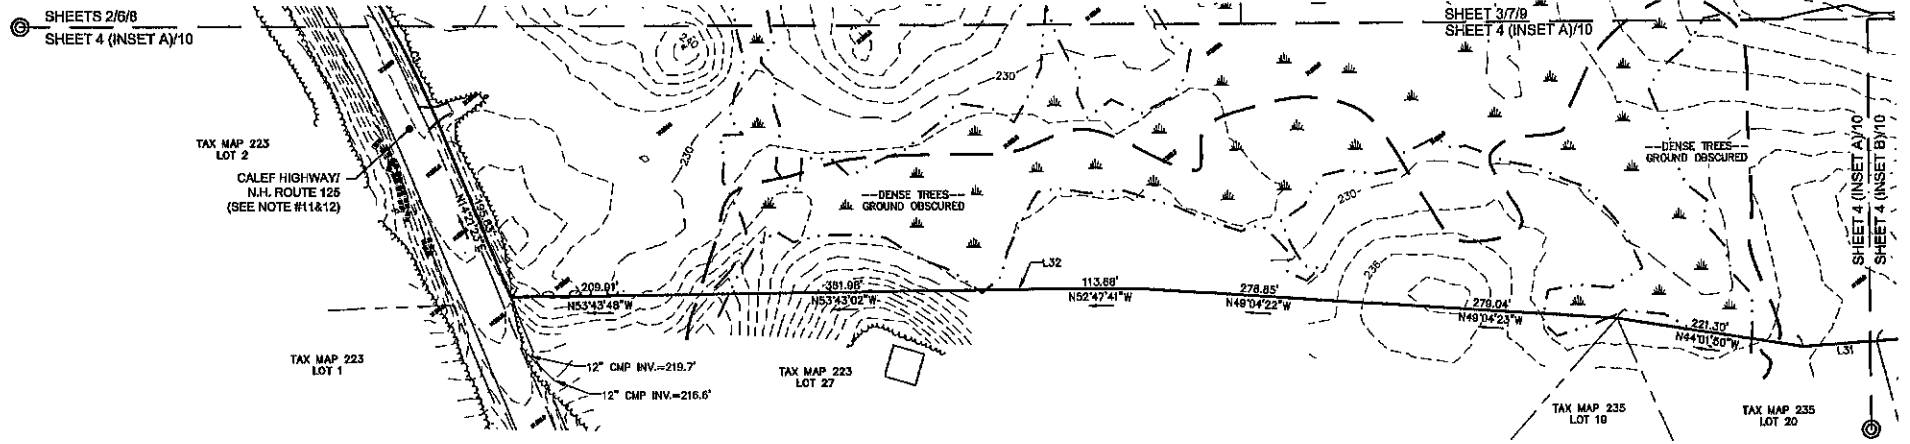 SHEETS 2/6/8
SHEET 4 (INSET A)/10
SHEET 3/7/9
SHEET 4 (INSET A)/10
230
230
TAX MAP 223
LOT 2
CALEF HIGHWAY/
N.H. ROUTE 125
(SEE NOTE #11&12)
195.63'
N14°27'23"E
---DENSE TREES---
GROUND OBSCURED
---DENSE TREES---
GROUND OBSCURED
230
SHEET 4 (INSET A)/10
SHEET 4 (INSET B)/10
L32
209.91'
N53°43'48"W
N53°43'02"W
113.68'
N52°47'41"W
278.85'
N49°04'22"W
279.04'
N49°04'23"W
221.30'
N44°01'50"W
L31
TAX MAP 223
LOT 1
12" CMP INV.=219.7'
12" CMP INV.=216.6'
TAX MAP 223
LOT 27
TAX MAP 235
LOT 19
TAX MAP 235
LOT 20